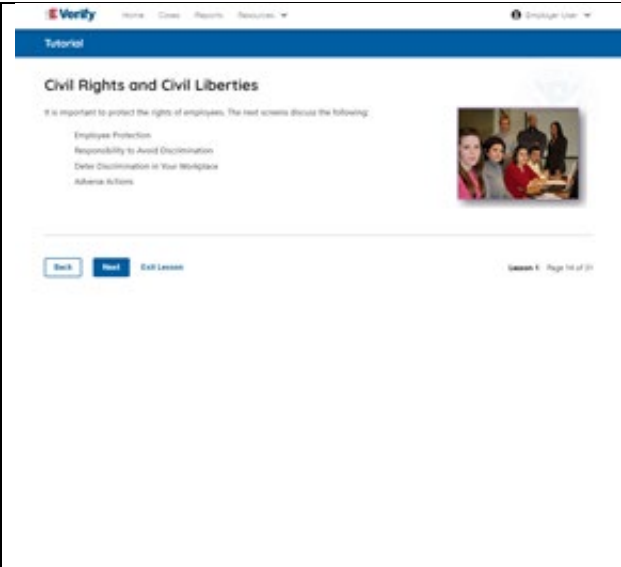 E-Verify Home Cases Reports Resources Employer User
Tutorial
Civil Rights and Civil Liberties
It is important to protect the rights of employees. The next screens discuss the following:
Employee Protection
Responsibility to Avoid Discrimination
Deter Discrimination in Your Workplace
Adverse Actions
Back Next Exit Lesson Lesson 1 Page 14 of 31